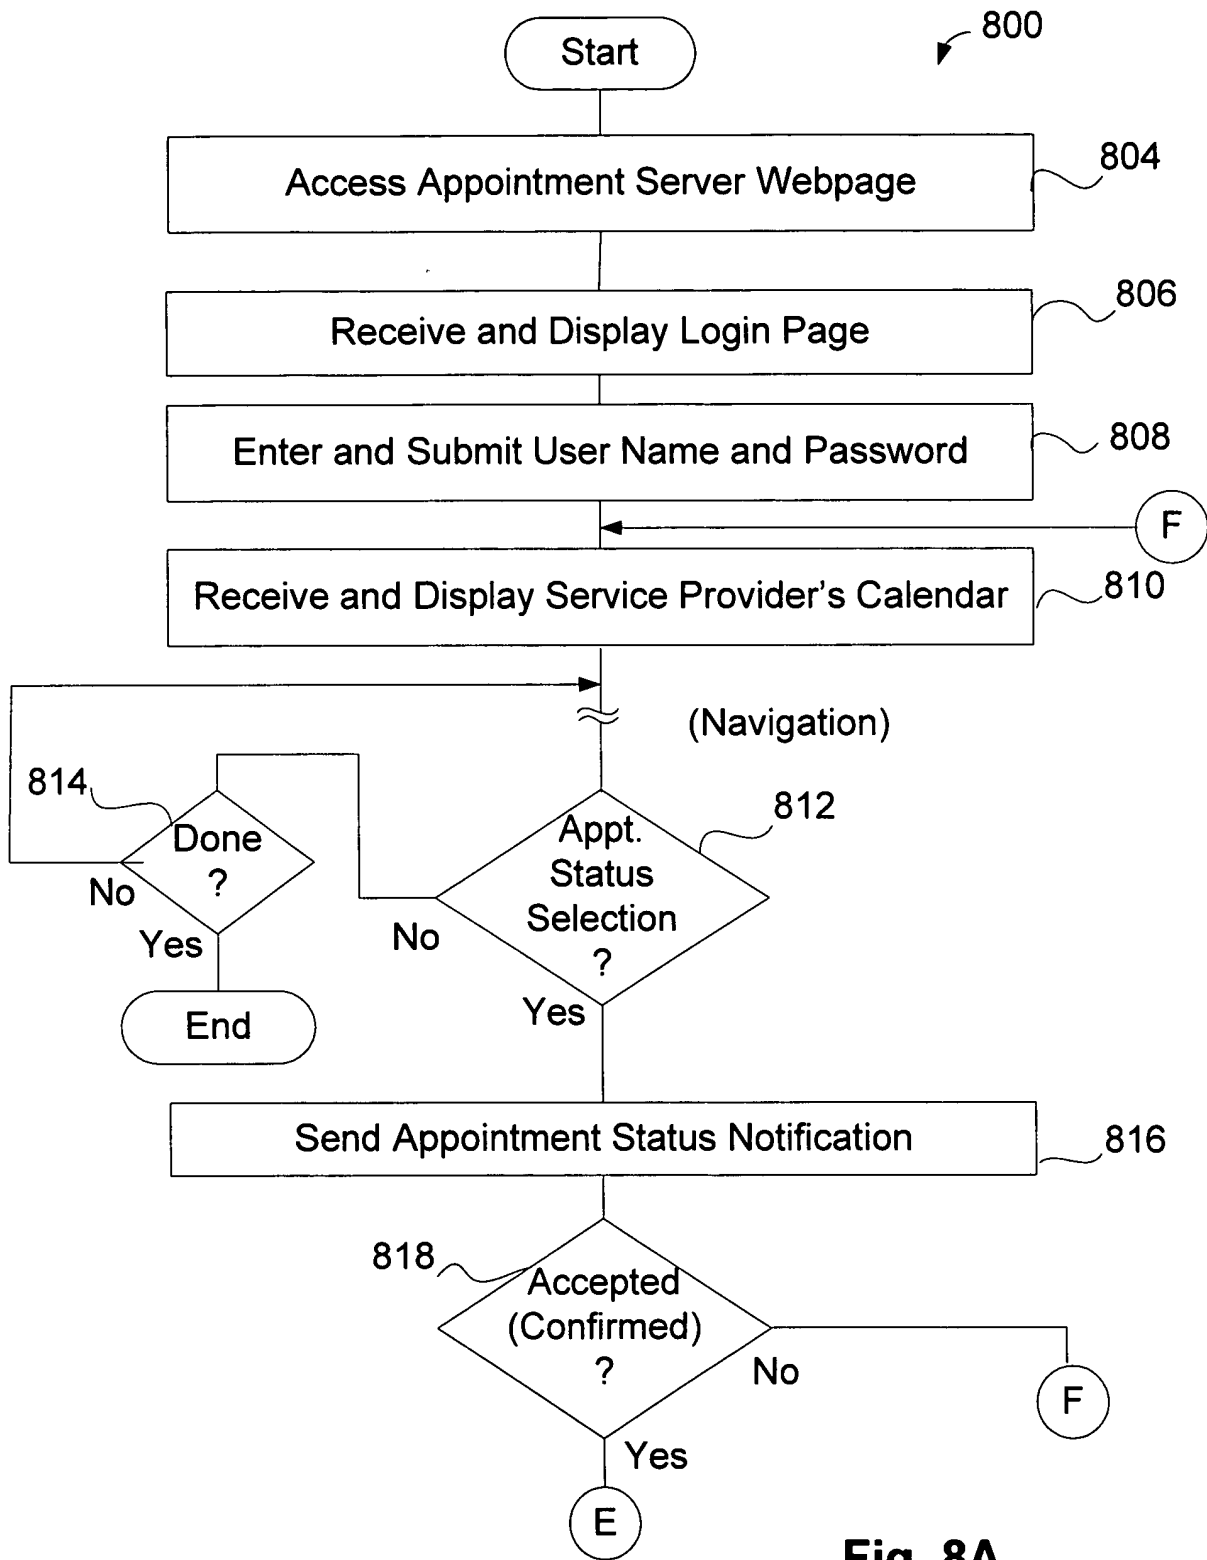 800
Start
Access Appointment Server Webpage
804
Receive and Display Login Page
806
Enter and Submit User Name and Password
808
F
Receive and Display Service Provider's Calendar
810
(Navigation)
814
Done
?
No
Yes
End
812
Appt.
Status
Selection
?
No
Yes
Send Appointment Status Notification
816
818
Accepted
(Confirmed)
?
No
F
Yes
E
Fig. 8A